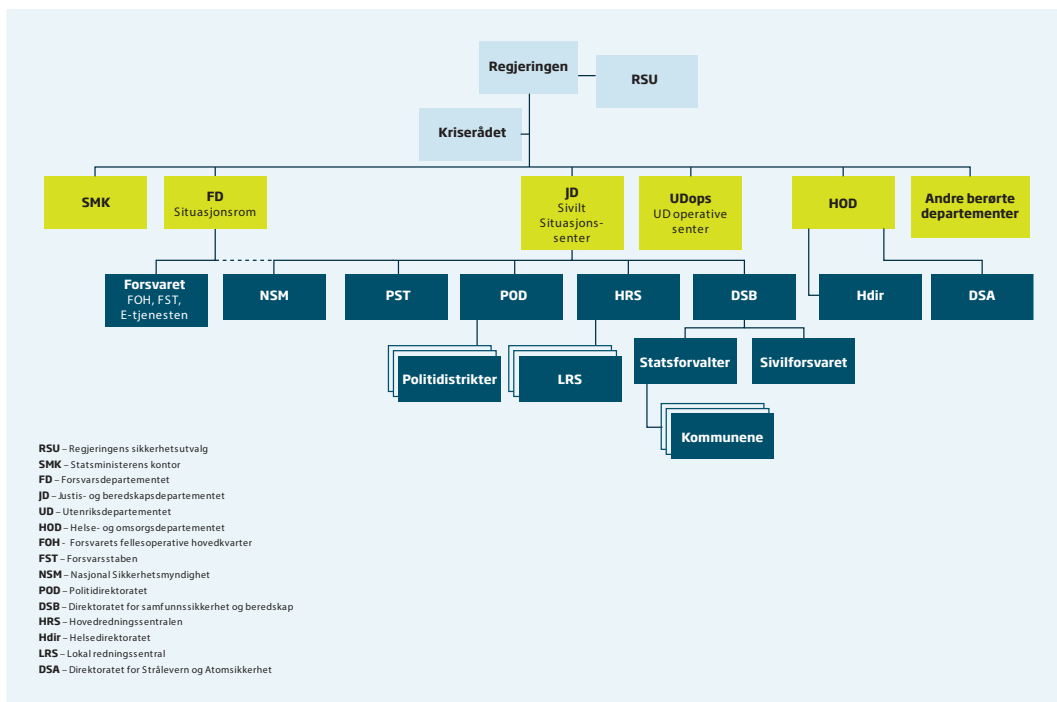 Regjeringen
RSU
Kriserådet
SMK
FD
Situasjonsrom
JD
Sivilt
Situasjons-
senter
UDops
UD operative
senter
HOD
Andre berørte
departementer
Forsvaret
FOH, FST,
E-tjenesten
NSM
PST
POD
HRS
DSB
Hdir
DSA
Politidistrikter
LRS
Statsforvalter
Sivilforsvaret
Kommunene
RSU – Regjeringens sikkerhetsutvalg
SMK – Statsministerens kontor
FD – Forsvarsdepartementet
JD – Justis- og beredskapsdepartementet
UD – Utenriksdepartementet
HOD – Helse- og omsorgsdepartementet
FOH - Forsvarets fellesoperative hovedkvarter
FST – Forsvarsstaben
NSM – Nasjonal Sikkerhetsmyndighet
POD – Politidirektoratet
DSB – Direktoratet for samfunnssikkerhet og beredskap
HRS – Hovedredningssentralen
Hdir – Helsedirektoratet
LRS – Lokal redningssentral
DSA – Direktoratet for Strålevern og Atomsikkerhet